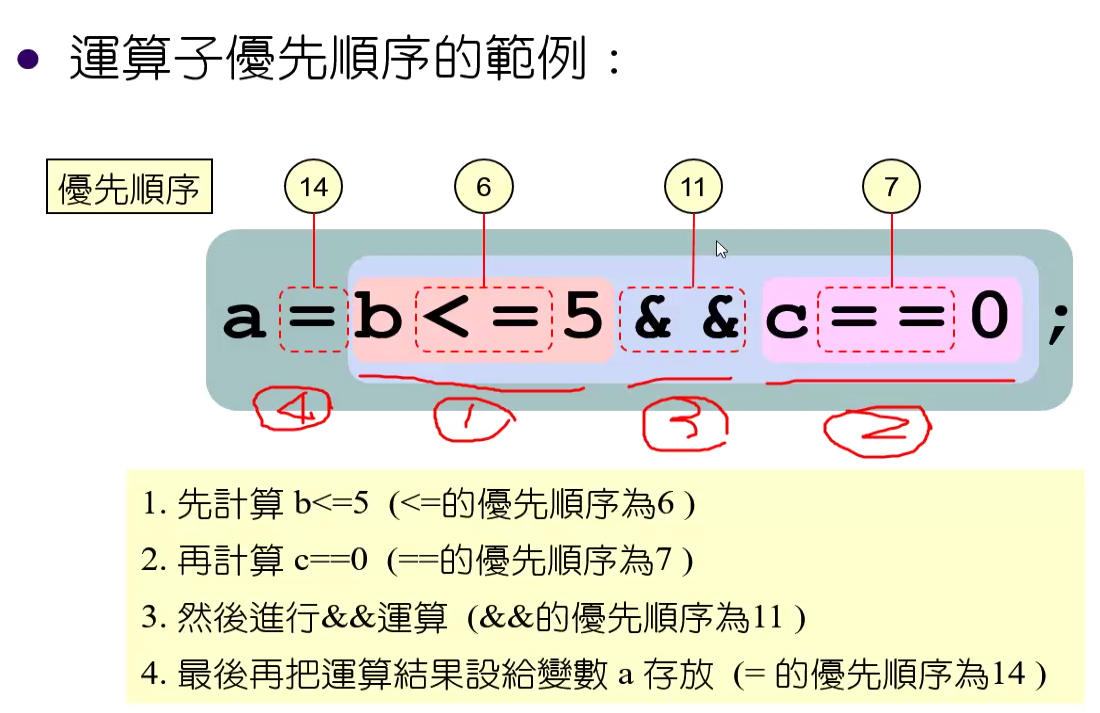 運算子優先順序的範例：
優先順序 14 6 11 7
a=b<=5&&c==0;
4 1 3 2
1. 先計算 b<=5 (<=的優先順序為6 )
2. 再計算 c==0 (==的優先順序為7 )
3. 然後進行&&運算 (&&的優先順序為11 )
4. 最後再把運算結果設給變數 a 存放 (= 的優先順序為14 )